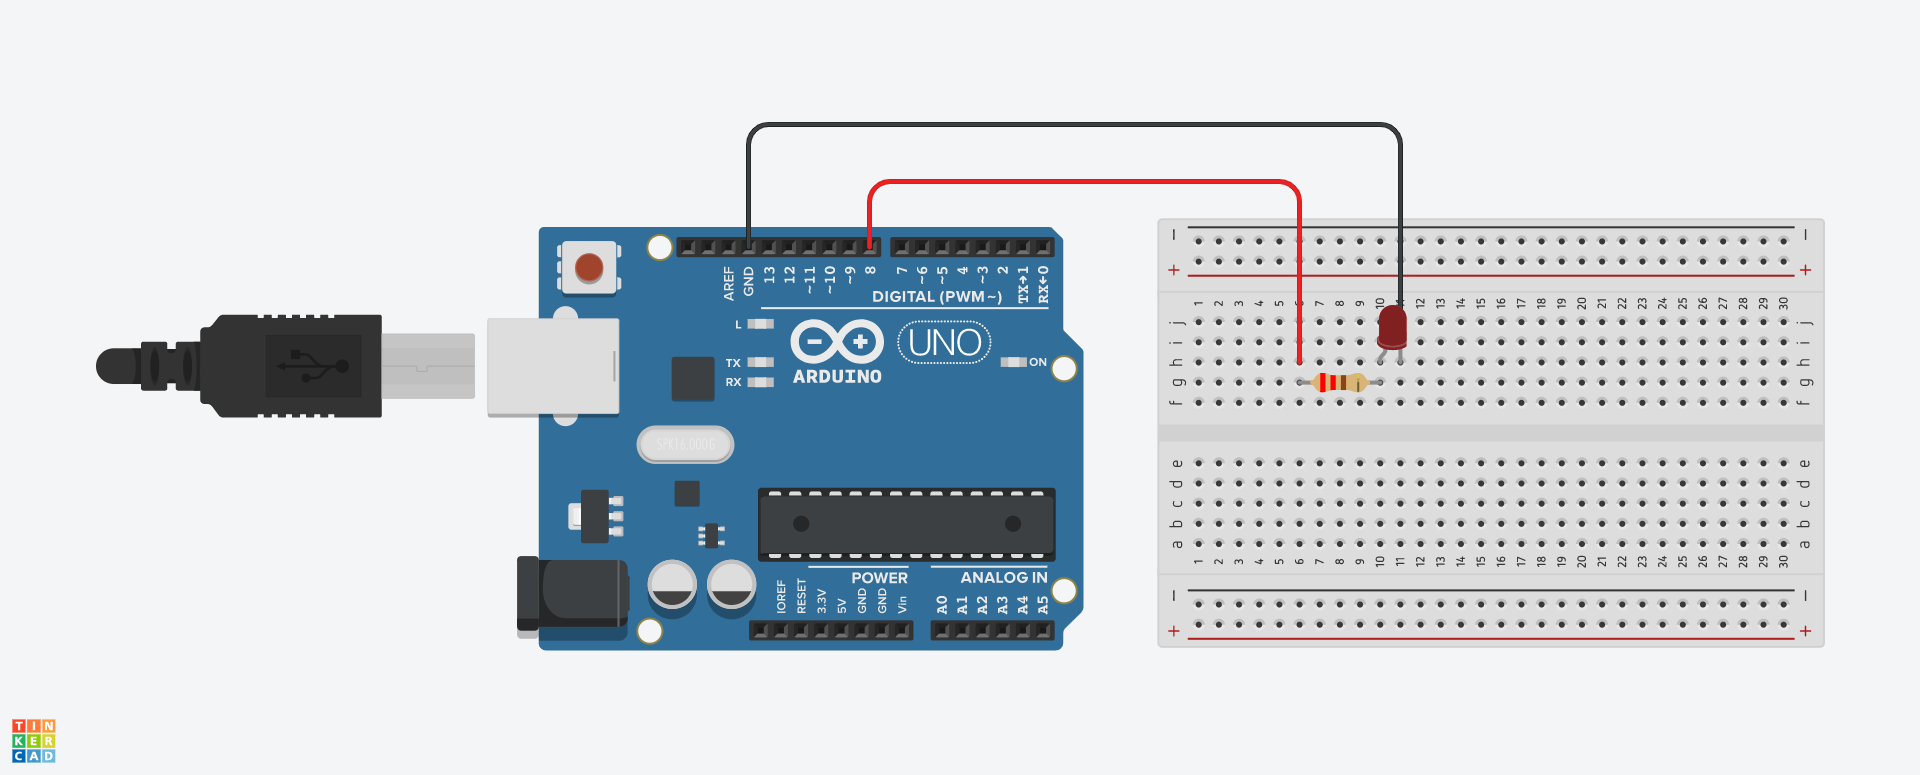 AREF
GND
13
12
~11
~10
~9
8
7
~6
~5
4
~3
2
TX→1
RX←0
DIGITAL (PWM~)
L
TX
RX
UNO
ON
ARDUINO
SPK16.000G
POWER
ANALOG IN
IOREF
RESET
3.3V
5V
GND
GND
Vin
A0
A1
A2
A3
A4
A5
− −
+ +
1 2 3 4 5 6 7 8 9 10 11 12 13 14 15 16 17 18 19 20 21 22 23 24 25 26 27 28 29 30
j j
i i
h h
g g
f f
e e
d d
c c
b b
a a
1 2 3 4 5 6 7 8 9 10 11 12 13 14 15 16 17 18 19 20 21 22 23 24 25 26 27 28 29 30
− −
+ +
TIN
KER
CAD